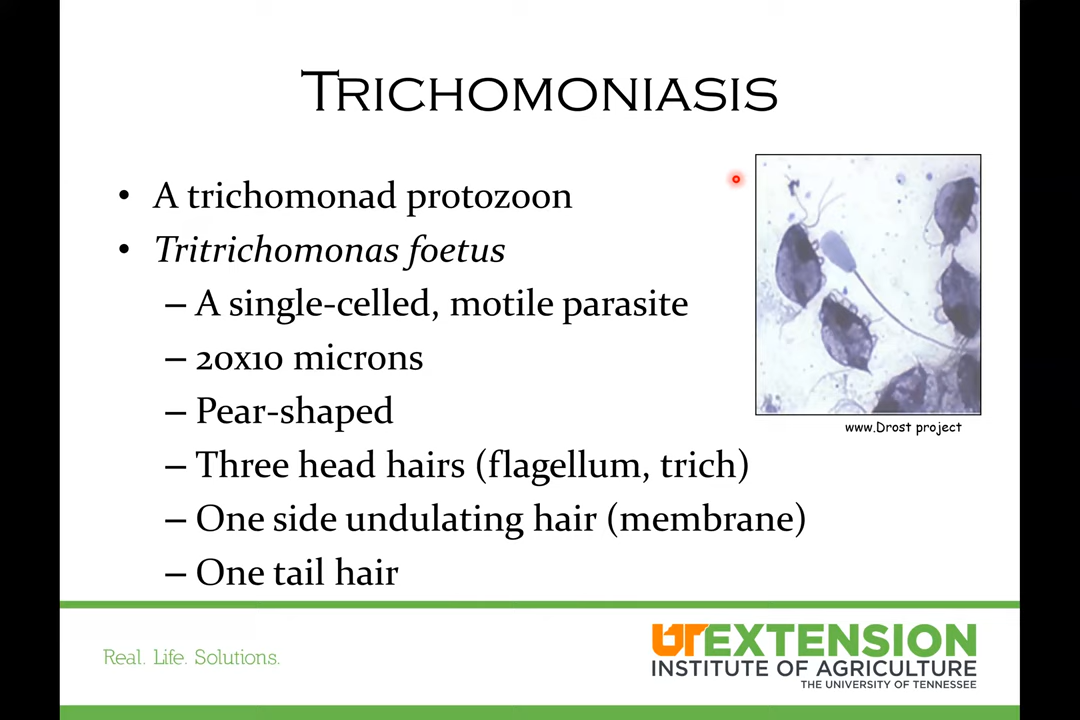 TRICHOMONIASIS
• A trichomonad protozoon
• Tritrichomonas foetus
– A single-celled, motile parasite
– 20x10 microns
– Pear-shaped
– Three head hairs (flagellum, trich)
– One side undulating hair (membrane)
– One tail hair
www.Drost project
Real. Life. Solutions.
UT EXTENSION
INSTITUTE OF AGRICULTURE
THE UNIVERSITY OF TENNESSEE